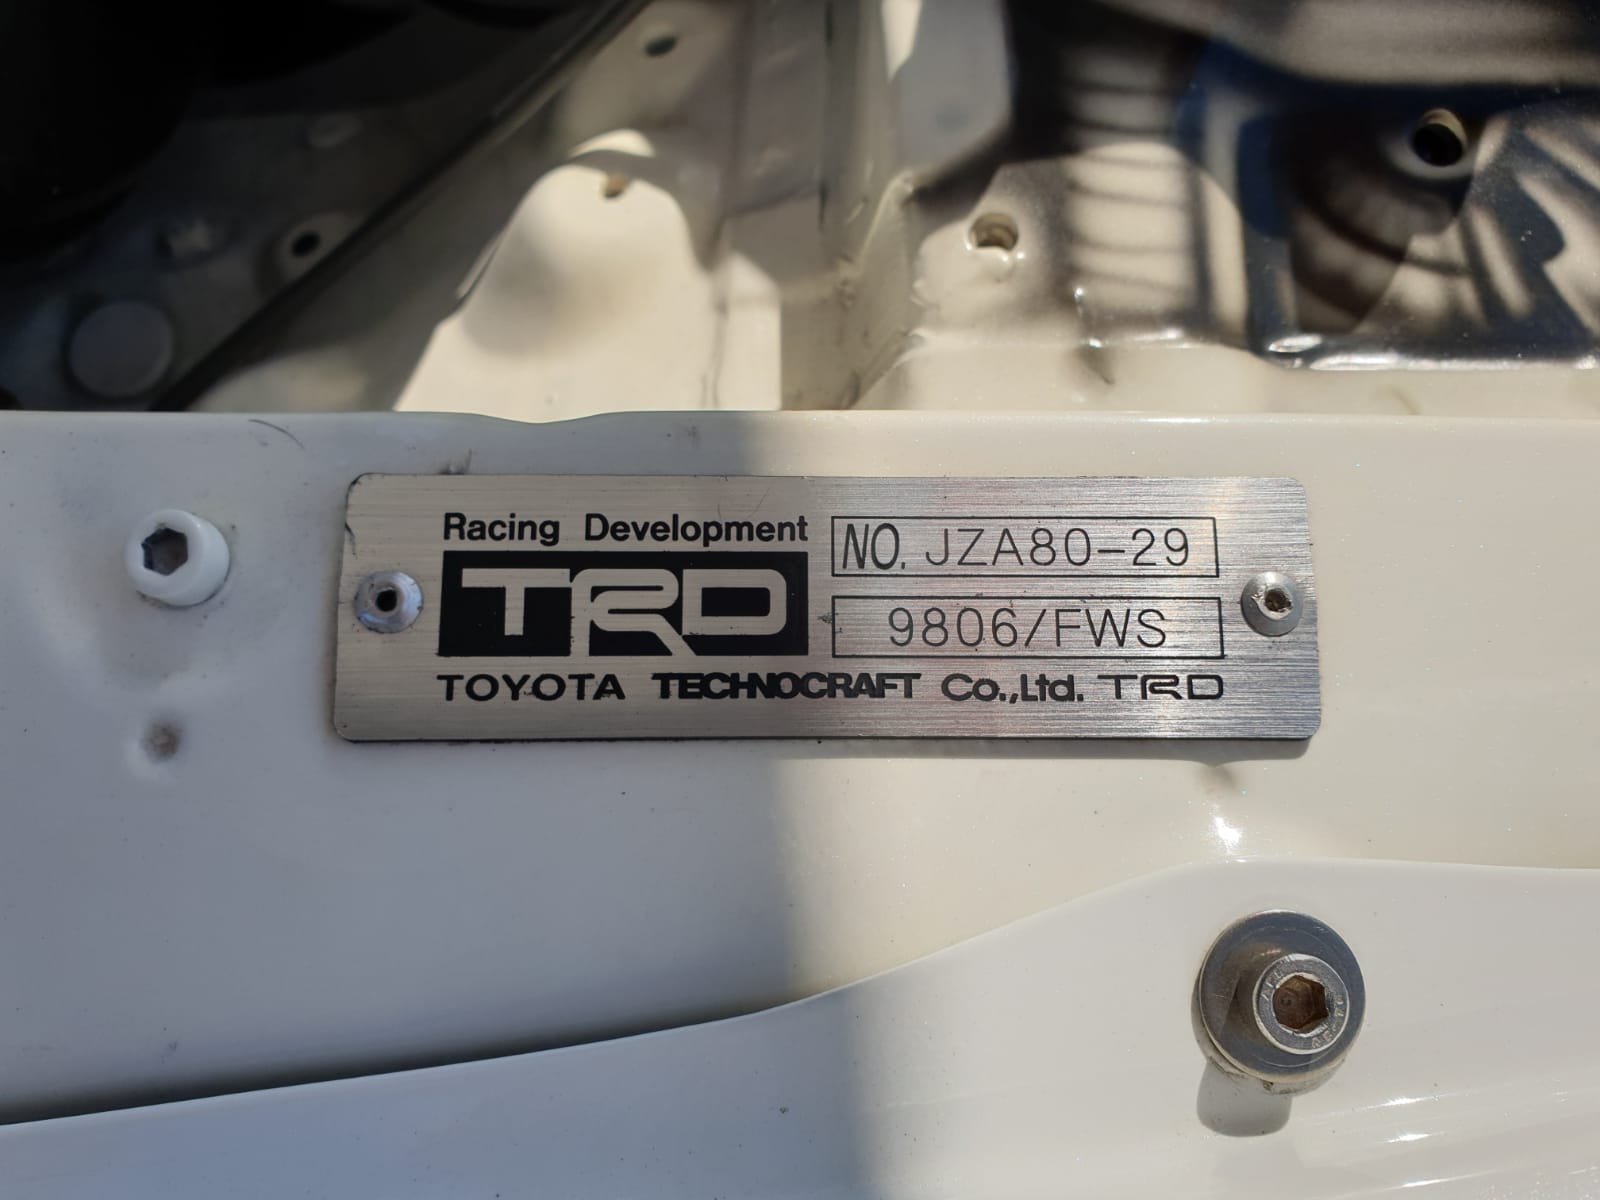 Racing Development
TRD
NO. JZA80-29
9806/FWS
TOYOTA TECHNOCRAFT Co.,Ltd. TRD